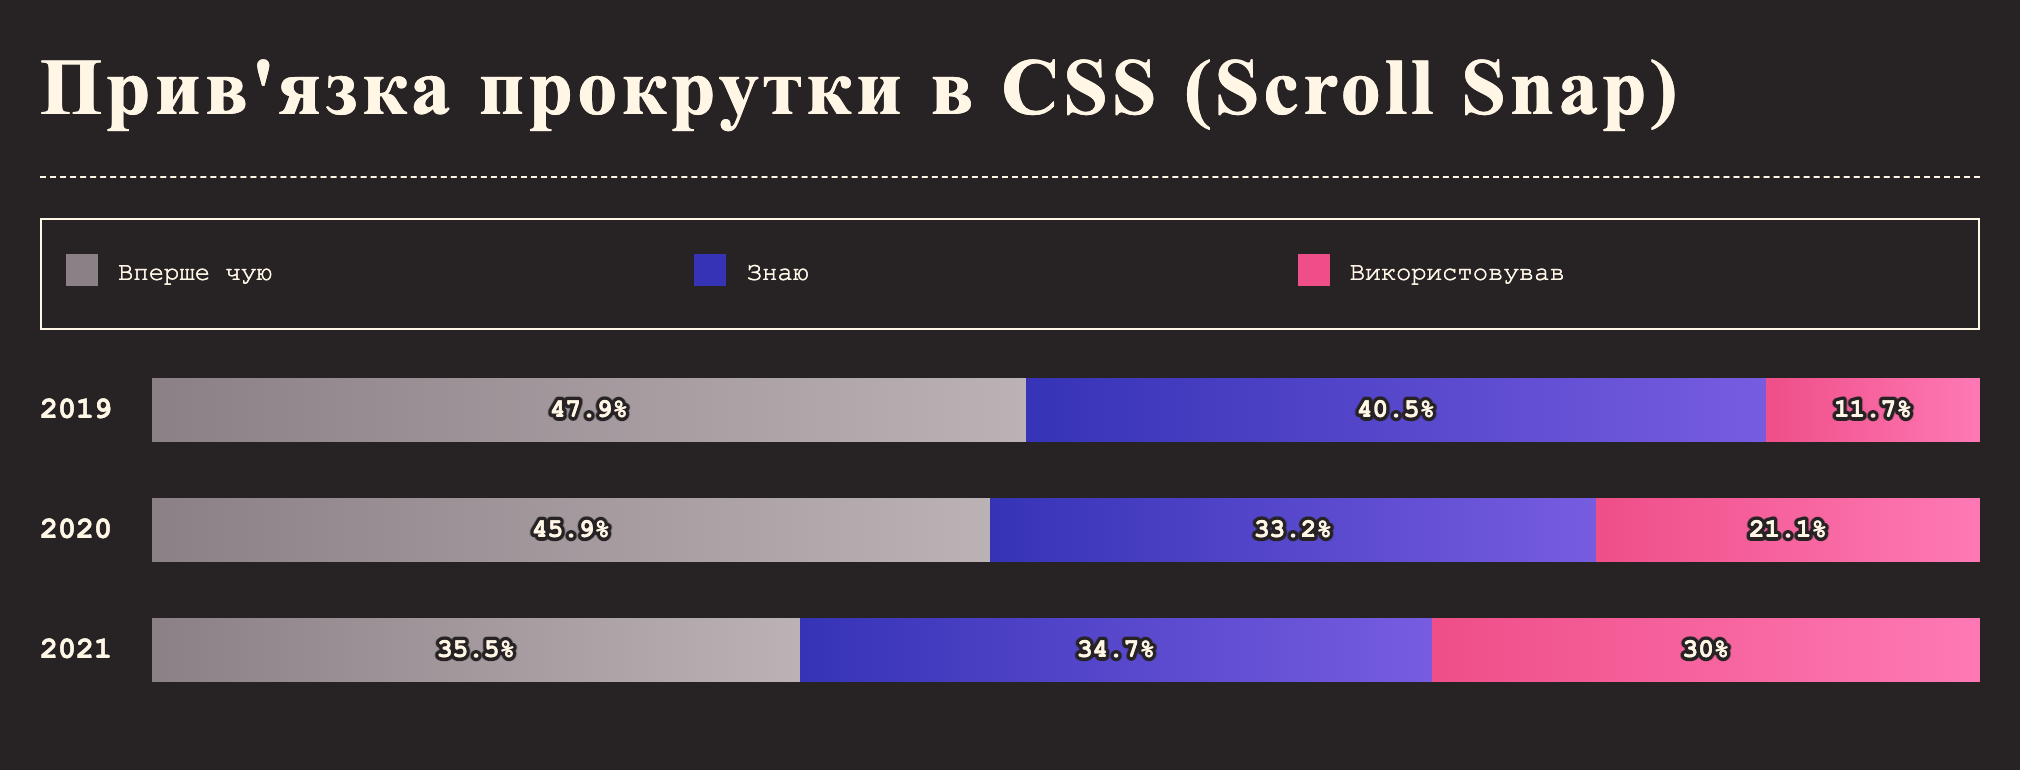 Прив'язка прокрутки в CSS (Scroll Snap)
Вперше чую Знаю Використовував
2019 47.9% 40.5% 11.7%
2020 45.9% 33.2% 21.1%
2021 35.5% 34.7% 30%